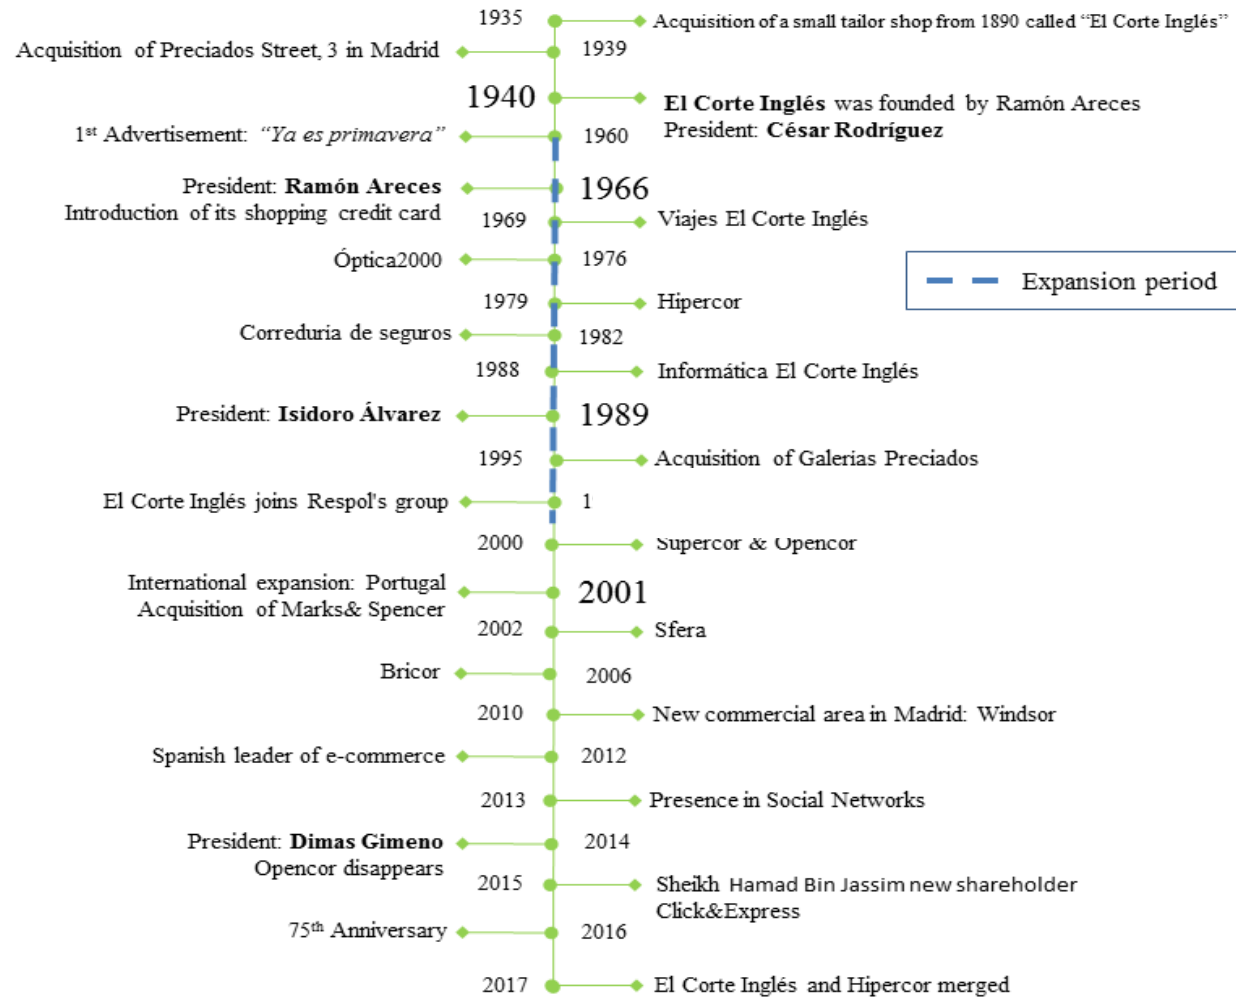 1935
Acquisition of a small tailor shop from 1890 called “El Corte Inglés”
Acquisition of Preciados Street, 3 in Madrid
1939
1940
El Corte Inglés was founded by Ramón Areces
President: César Rodríguez
1st Advertisement: “Ya es primavera”
1960
President: Ramón Areces
Introduction of its shopping credit card
1966
1969
Viajes El Corte Inglés
Óptica2000
1976
Expansion period
1979
Hipercor
Correduría de seguros
1982
1988
Informática El Corte Inglés
President: Isidoro Álvarez
1989
1995
Acquisition of Galerías Preciados
El Corte Inglés joins Respol's group
1
2000
Supercor & Opencor
International expansion: Portugal
Acquisition of Marks& Spencer
2001
2002
Sfera
Bricor
2006
2010
New commercial area in Madrid: Windsor
Spanish leader of e-commerce
2012
2013
Presence in Social Networks
President: Dimas Gimeno
Opencor disappears
2014
2015
Sheikh Hamad Bin Jassim new shareholder
Click&Express
75th Anniversary
2016
2017
El Corte Inglés and Hipercor merged